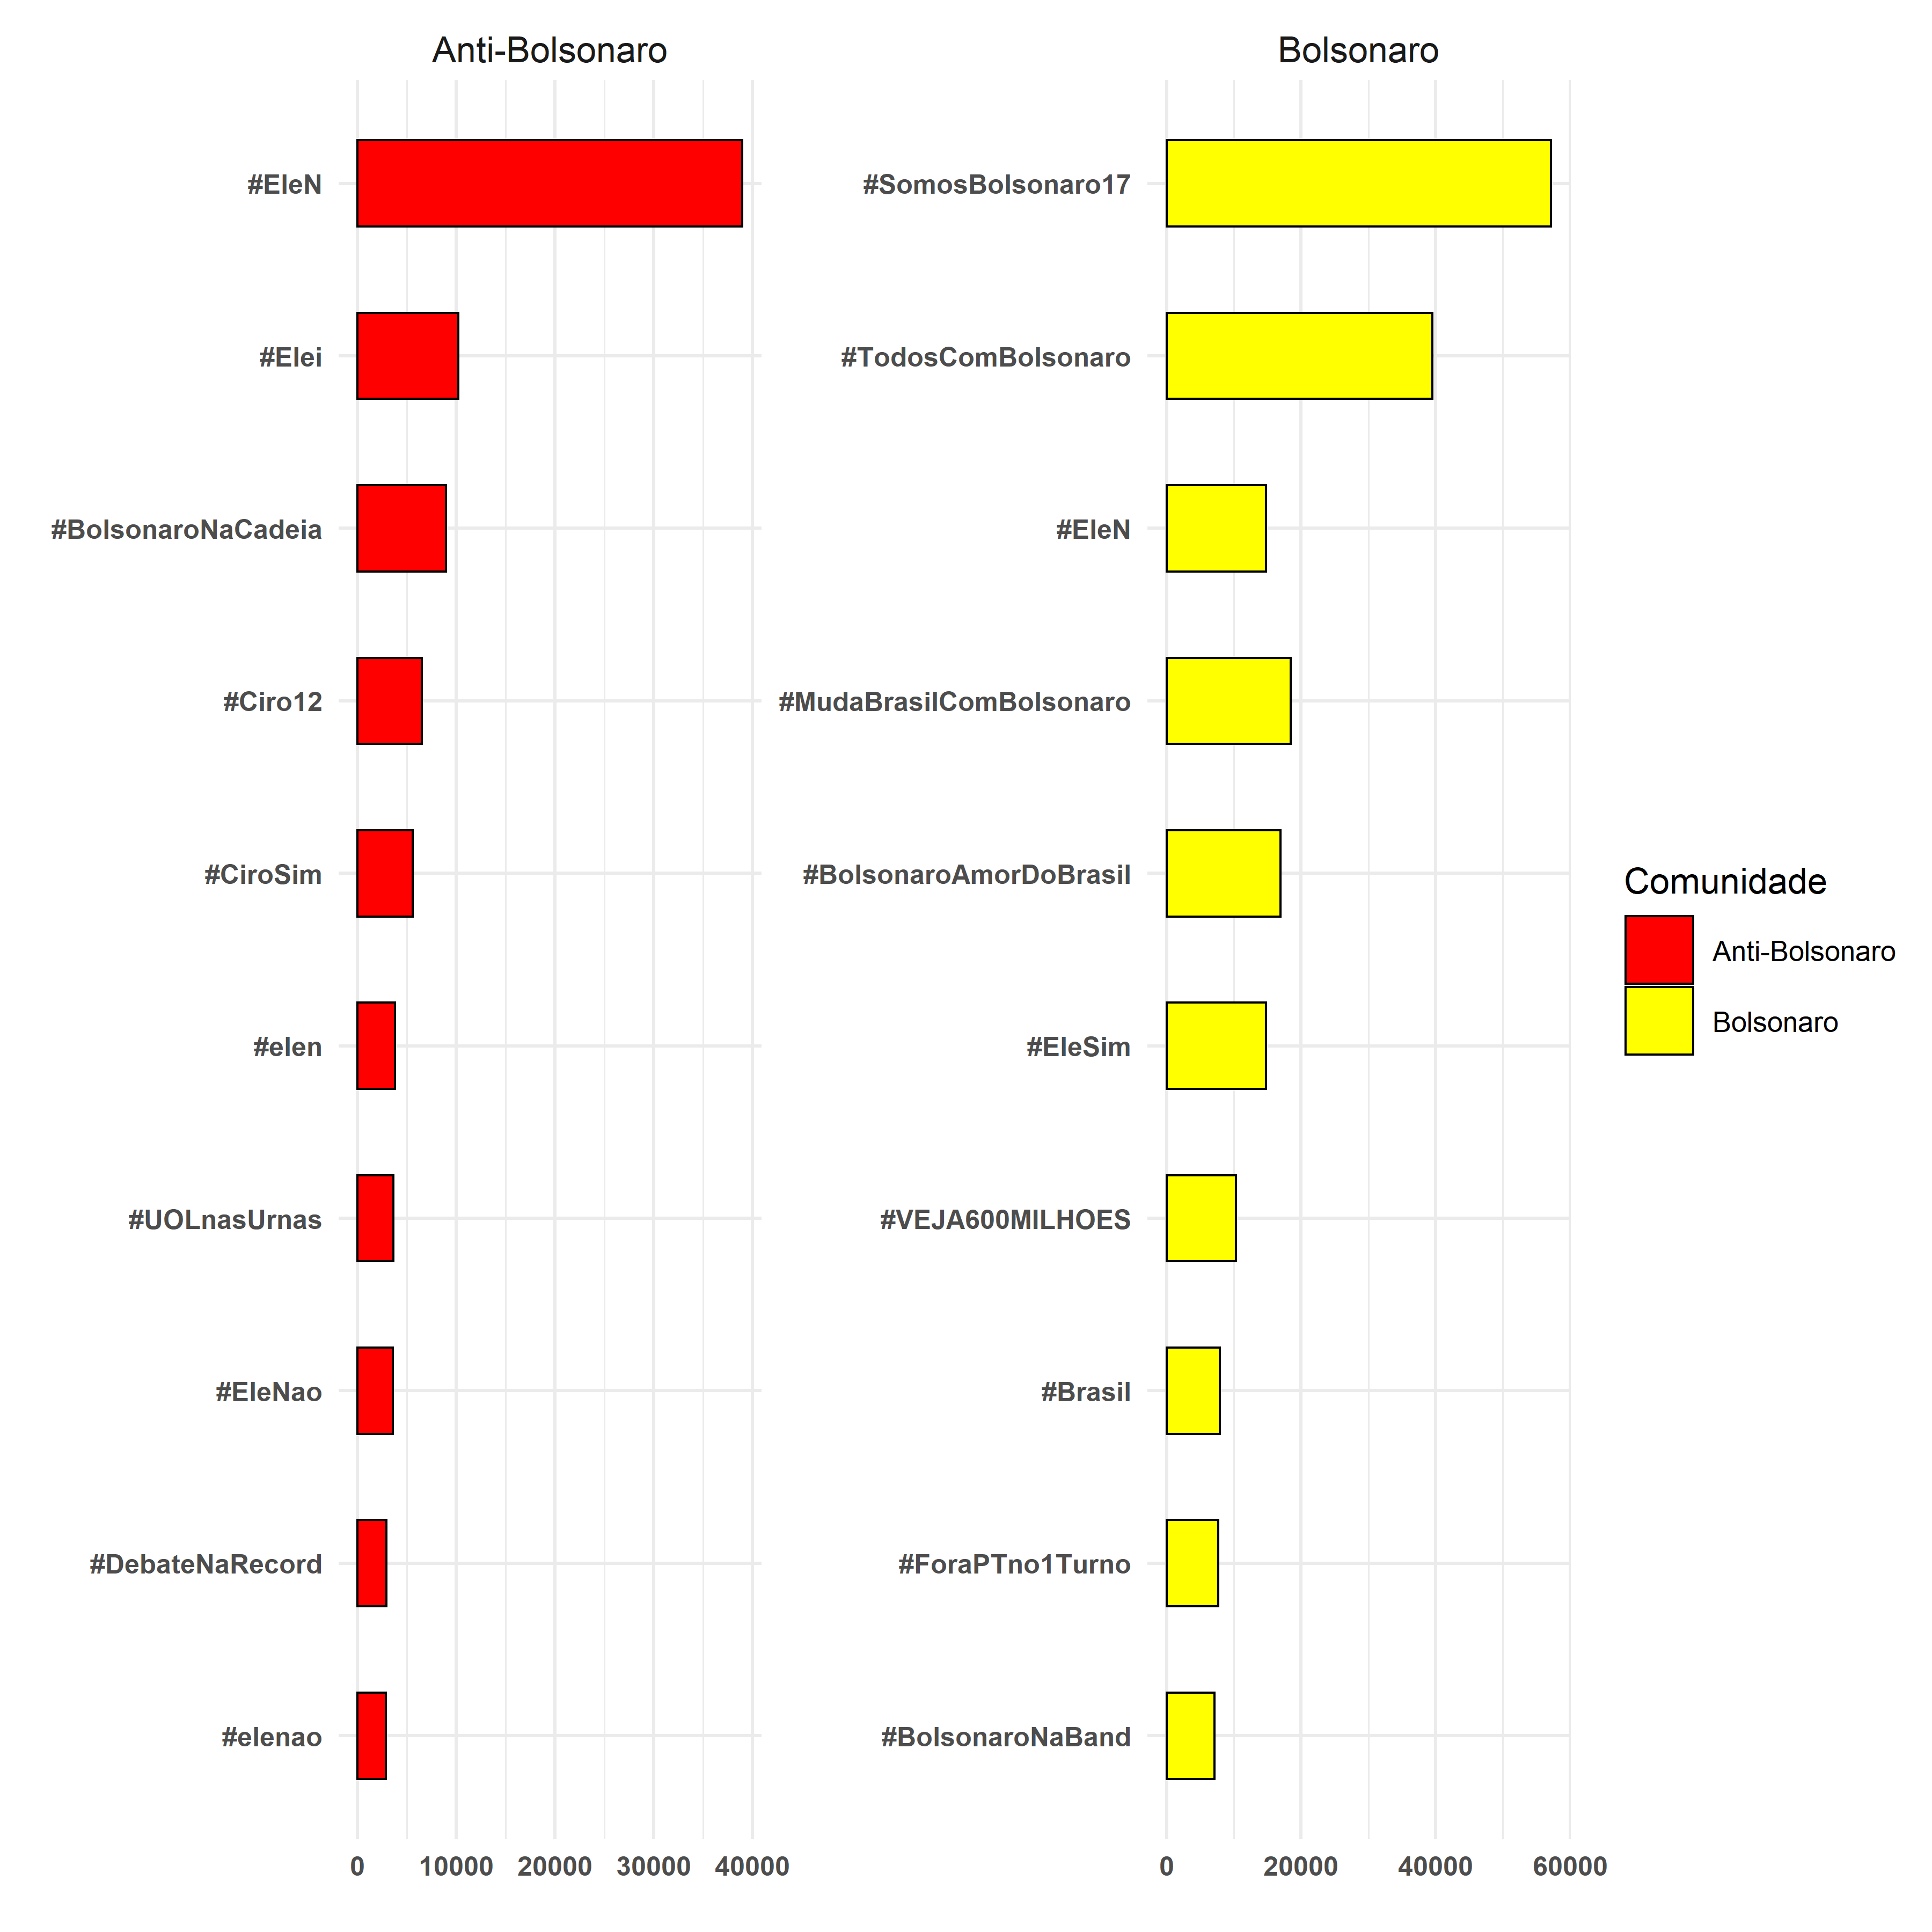 Anti-Bolsonaro
#EleN
#Elei
#BolsonaroNaCadeia
#Ciro12
#CiroSim
#elen
#UOLnasUrnas
#EleNao
#DebateNaRecord
#elenao
0 10000 20000 30000 40000
Bolsonaro
#SomosBolsonaro17
#TodosComBolsonaro
#EleN
#MudaBrasilComBolsonaro
#BolsonaroAmorDoBrasil
#EleSim
#VEJA600MILHOES
#Brasil
#ForaPTno1Turno
#BolsonaroNaBand
0 20000 40000 60000
Comunidade
Anti-Bolsonaro
Bolsonaro